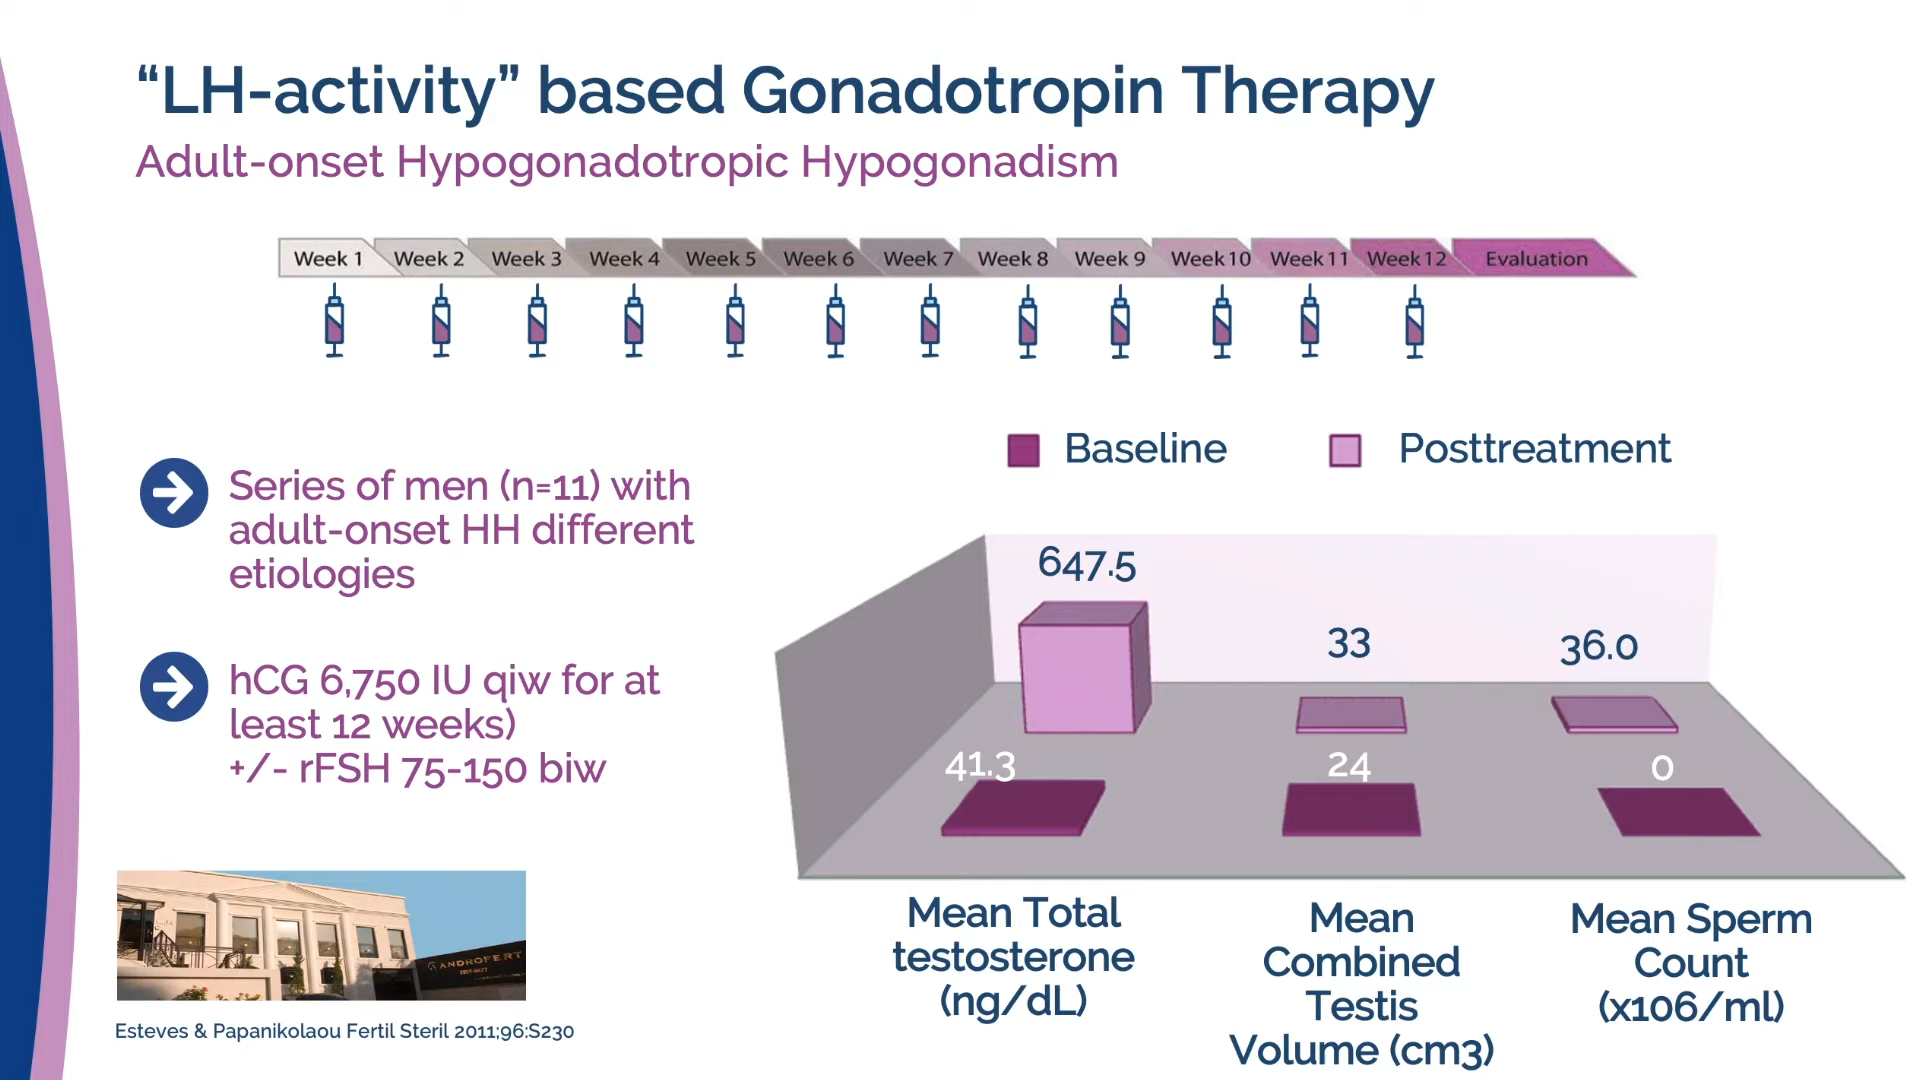 “LH-activity” based Gonadotropin Therapy
Adult-onset Hypogonadotropic Hypogonadism
Week 1 Week 2 Week 3 Week 4 Week 5 Week 6 Week 7 Week 8 Week 9 Week 10 Week 11 Week 12 Evaluation
Series of men (n=11) with
adult-onset HH different
etiologies
hCG 6,750 IU qiw for at
least 12 weeks)
+/- rFSH 75-150 biw
ANDROFERT
Esteves & Papanikolaou Fertil Steril 2011;96:S230
Baseline
Posttreatment
647.5
33
36.0
41.3
24
0
Mean Total
testosterone
(ng/dL)
Mean
Combined
Testis
Volume (cm3)
Mean Sperm
Count
(x106/ml)